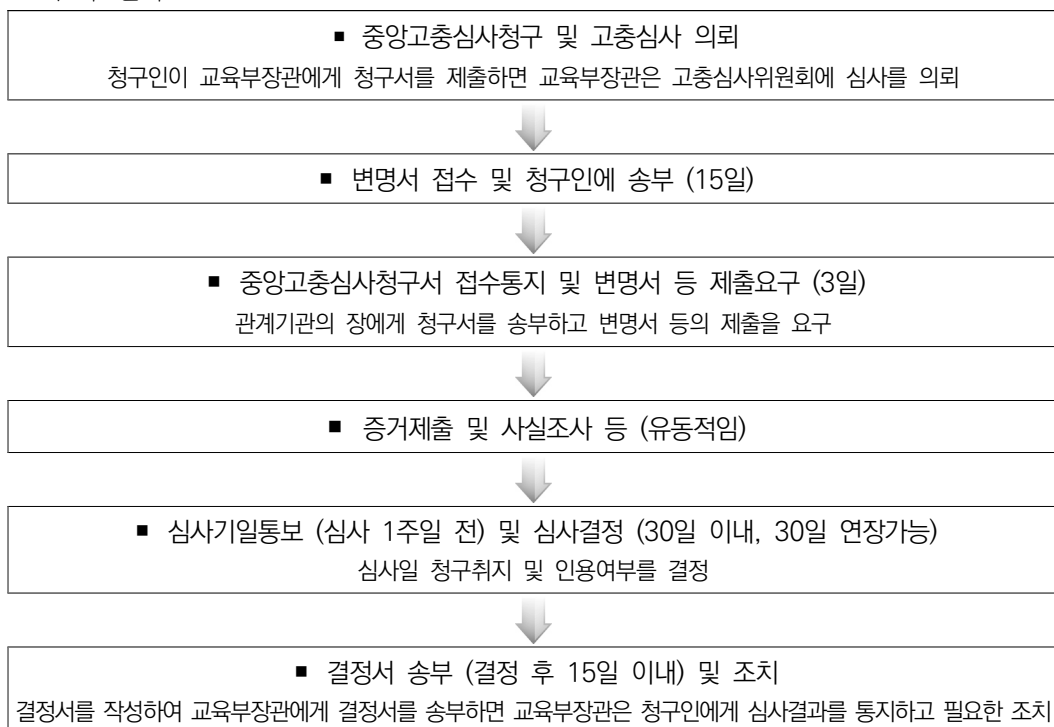 ■ 중앙고충심사청구 및 고충심사 의뢰
청구인이 교육부장관에게 청구서를 제출하면 교육부장관은 고충심사위원회에 심사를 의뢰
■ 변명서 접수 및 청구인에 송부 (15일)
■ 중앙고충심사청구서 접수통지 및 변명서 등 제출요구 (3일)
관계기관의 장에게 청구서를 송부하고 변명서 등의 제출을 요구
■ 증거제출 및 사실조사 등 (유동적임)
■ 심사기일통보 (심사 1주일 전) 및 심사결정 (30일 이내, 30일 연장가능)
심사일 청구취지 및 인용여부를 결정
■ 결정서 송부 (결정 후 15일 이내) 및 조치
결정서를 작성하여 교육부장관에게 결정서를 송부하면 교육부장관은 청구인에게 심사결과를 통지하고 필요한 조치